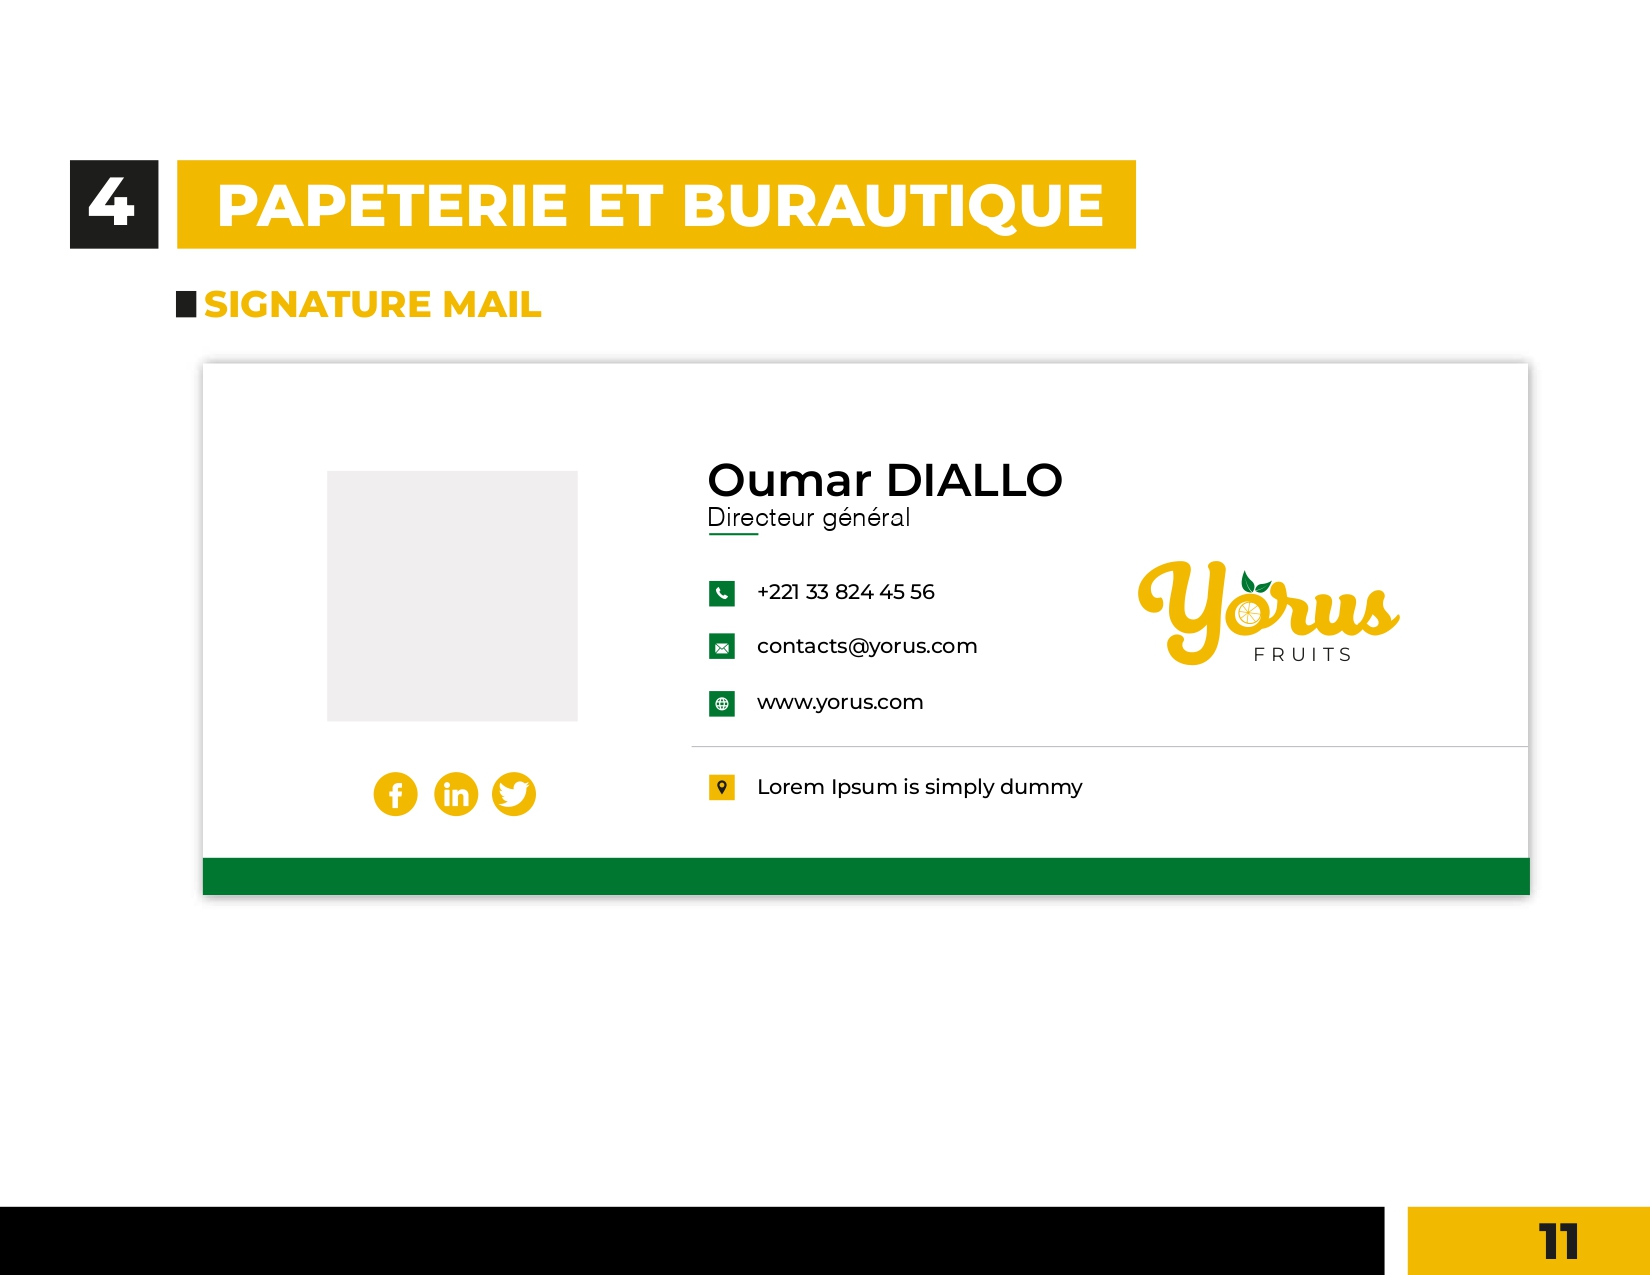 4 PAPETERIE ET BURAUTIQUE
SIGNATURE MAIL
Oumar DIALLO
Directeur général
+221 33 824 45 56
contacts@yorus.com
www.yorus.com
Yorus
FRUITS
Lorem Ipsum is simply dummy
11